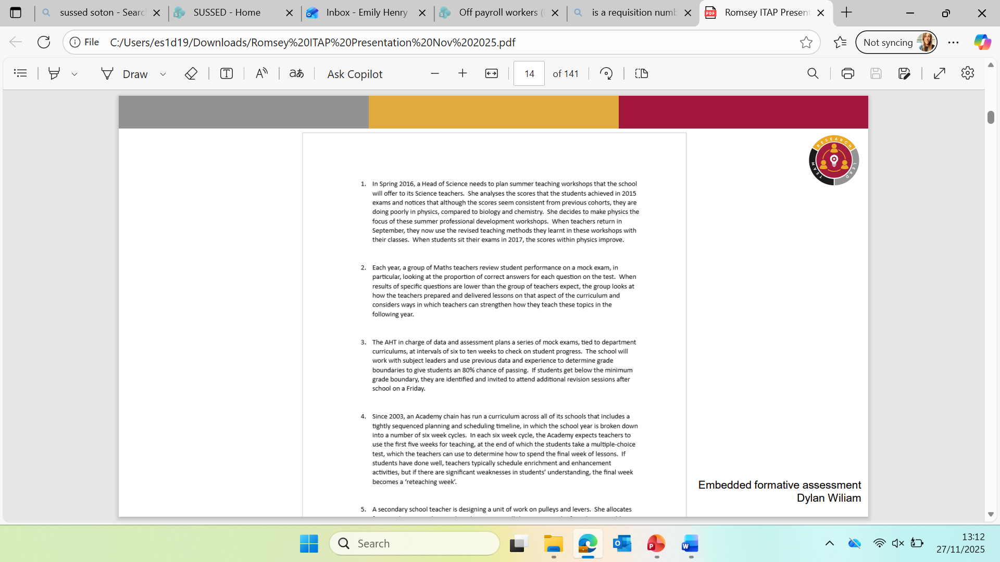 sussed soton - Searc
SUSSED - Home
Inbox - Emily Henry
Off payroll workers (
is a requisition numb
Romsey ITAP Present
File
C:/Users/es1d19/Downloads/Romsey%20ITAP%20Presentation%20Nov%202025.pdf
Not syncing
Draw
Ask Copilot
14
of 141
RESEARCH
LEAD
TEAM
1. In Spring 2016, a Head of Science needs to plan summer teaching workshops that the school
will offer to its Science teachers. She analyses the scores that the students achieved in 2015
exams and notices that although the scores seem consistent from previous cohorts, they are
doing poorly in physics, compared to biology and chemistry. She decides to make physics the
focus of these summer professional development workshops. When teachers return in
September, they now use the revised teaching methods they learnt in these workshops with
their classes. When students sit their exams in 2017, the scores within physics improve.
2. Each year, a group of Maths teachers review student performance on a mock exam, in
particular, looking at the proportion of correct answers for each question on the test. When
results of specific questions are lower than the group of teachers expect, the group looks at
how the teachers prepared and delivered lessons on that aspect of the curriculum and
considers ways in which teachers can strengthen how they teach these topics in the
following year.
3. The AHT in charge of data and assessment plans a series of mock exams, tied to department
curriculums, at intervals of six to ten weeks to check on student progress. The school will
work with subject leaders and use previous data and experience to determine grade
boundaries to give students an 80% chance of passing. If students get below the minimum
grade boundary, they are identified and invited to attend additional revision sessions after
school on a Friday.
4. Since 2003, an Academy chain has run a curriculum across all of its schools that includes a
tightly sequenced planning and scheduling timeline, in which the school year is broken down
into a number of six week cycles. In each six week cycle, the Academy expects teachers to
use the first five weeks for teaching, at the end of which the students take a multiple-choice
test, which the teachers can use to determine how to spend the final week of lessons. If
students have done well, teachers typically schedule enrichment and enhancement
activities, but if there are significant weaknesses in students' understanding, the final week
becomes a 'reteaching week'.
5. A secondary school teacher is designing a unit of work on pulleys and levers. She allocates
Embedded formative assessment
Dylan Wiliam
Search
13:12
27/11/2025